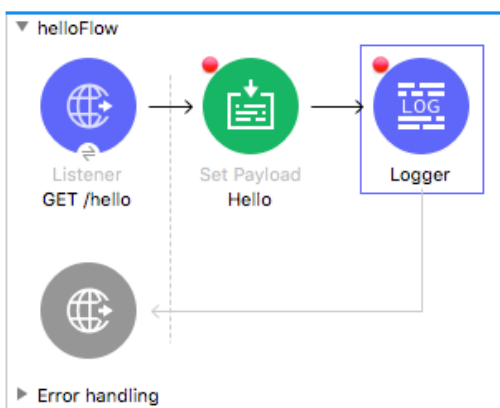 helloFlow
LOG
Listener
Set Payload
Logger
GET /hello
Hello
Error handling